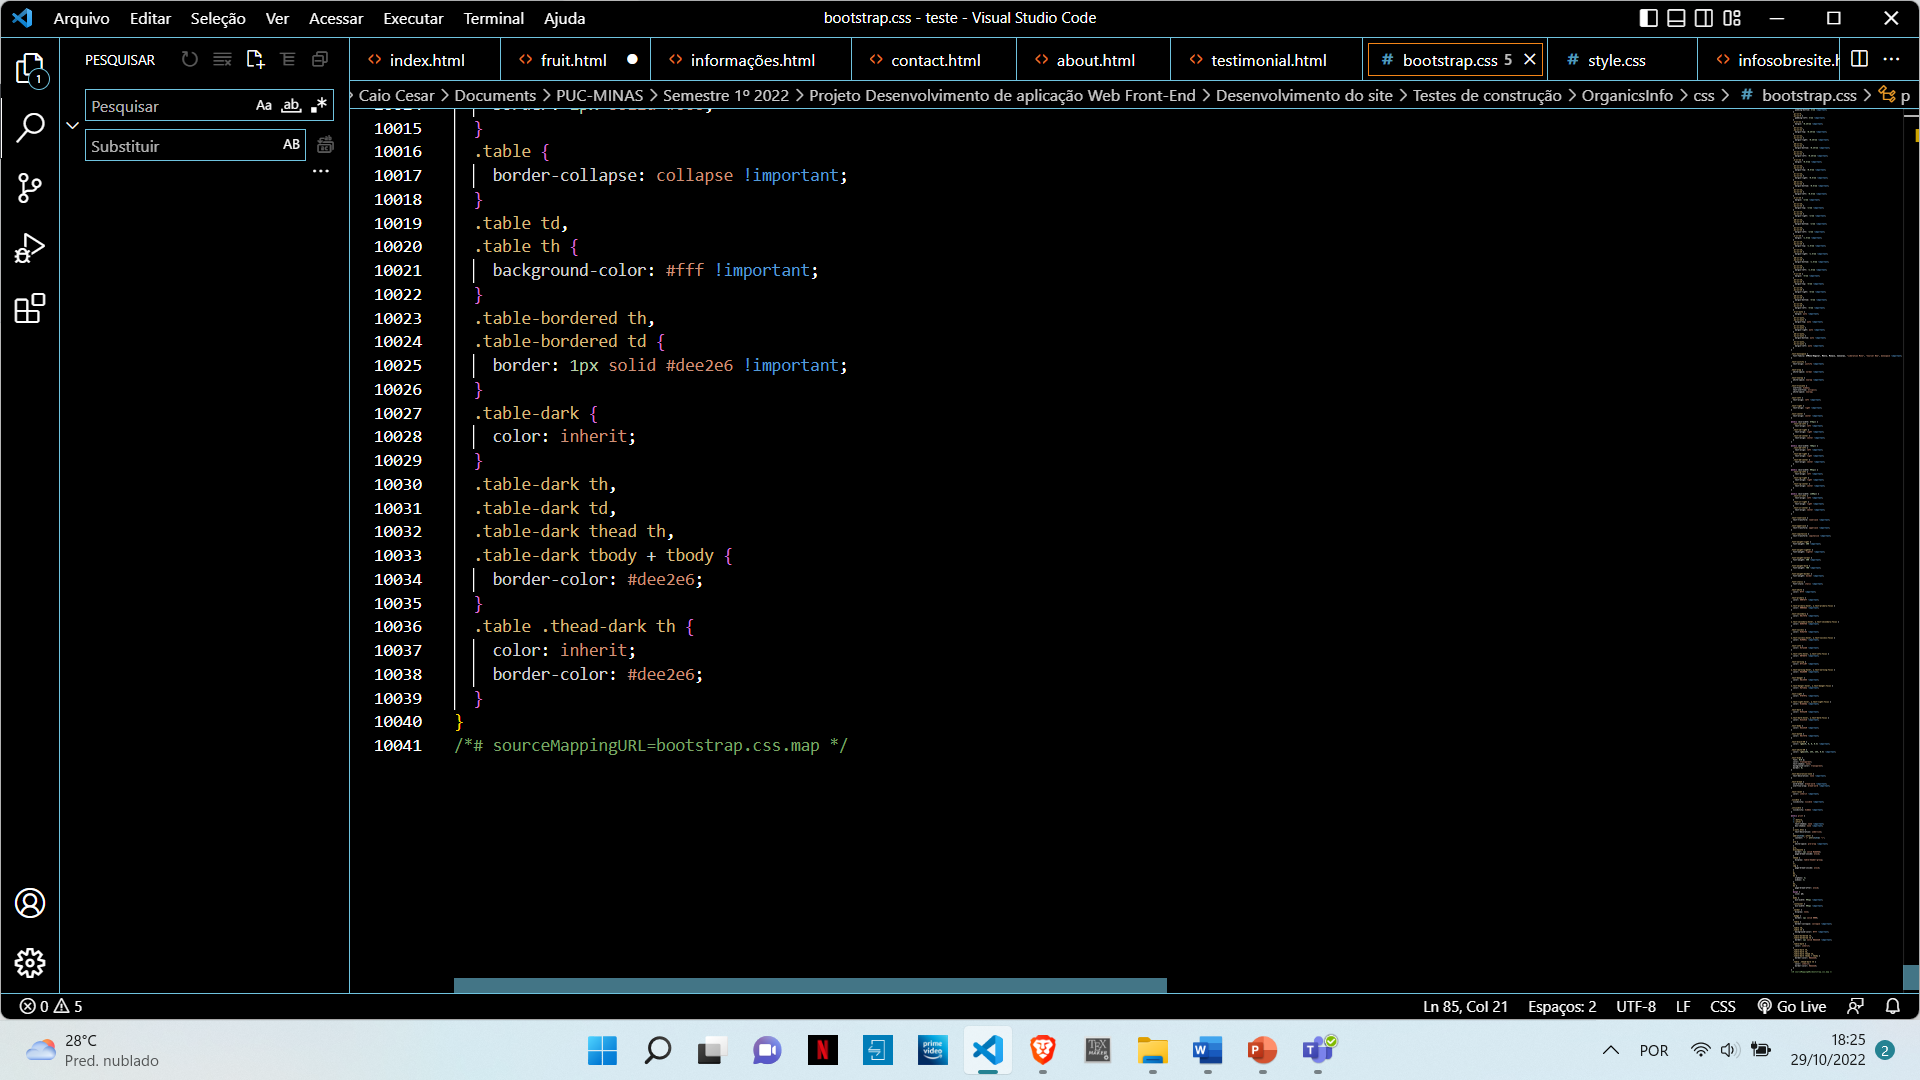 Arquivo Editar Seleção Ver Acessar Executar Terminal Ajuda
bootstrap.css - teste - Visual Studio Code
PESQUISAR
index.html
fruit.html
informações.html
contact.html
about.html
testimonial.html
# bootstrap.css 5
# style.css
infosobresite.h
Caio Cesar > Documents > PUC-MINAS > Semestre 1º 2022 > Projeto Desenvolvimento de aplicação Web Front-End > Desenvolvimento do site > Testes de construção > OrganicsInfo > css > # bootstrap.css > p
1
Pesquisar Aa ab
Substituir AB
10015 }
10016 .table {
10017 border-collapse: collapse !important;
10018 }
10019 .table td,
10020 .table th {
10021 background-color: #fff !important;
10022 }
10023 .table-bordered th,
10024 .table-bordered td {
10025 border: 1px solid #dee2e6 !important;
10026 }
10027 .table-dark {
10028 color: inherit;
10029 }
10030 .table-dark th,
10031 .table-dark td,
10032 .table-dark thead th,
10033 .table-dark tbody + tbody {
10034 border-color: #dee2e6;
10035 }
10036 .table .thead-dark th {
10037 color: inherit;
10038 border-color: #dee2e6;
10039 }
10040 }
10041 /*# sourceMappingURL=bootstrap.css.map */
0 5
Ln 85, Col 21 Espaços: 2 UTF-8 LF CSS Go Live
28°C
Pred. nublado
N
prime video
TEX MAKER
W
P
T
POR
18:25
29/10/2022
2